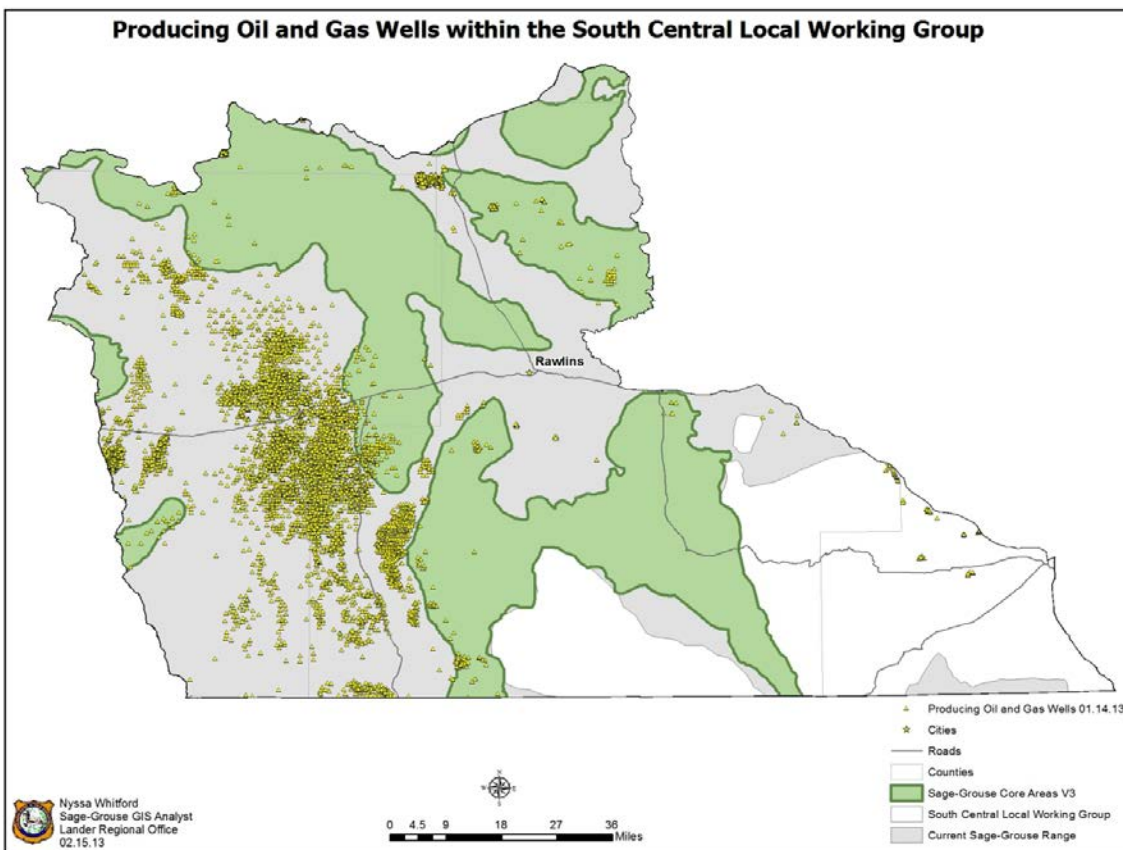 Producing Oil and Gas Wells within the South Central Local Working Group
Rawlins
Producing Oil and Gas Wells 01.14.13
Cities
Roads
Counties
Sage-Grouse Core Areas V3
South Central Local Working Group
Current Sage-Grouse Range
Nyssa Whitford
Sage-Grouse GIS Analyst
Lander Regional Office
02.15.13
N
W E
S
0 4.5 9 18 27 36
Miles